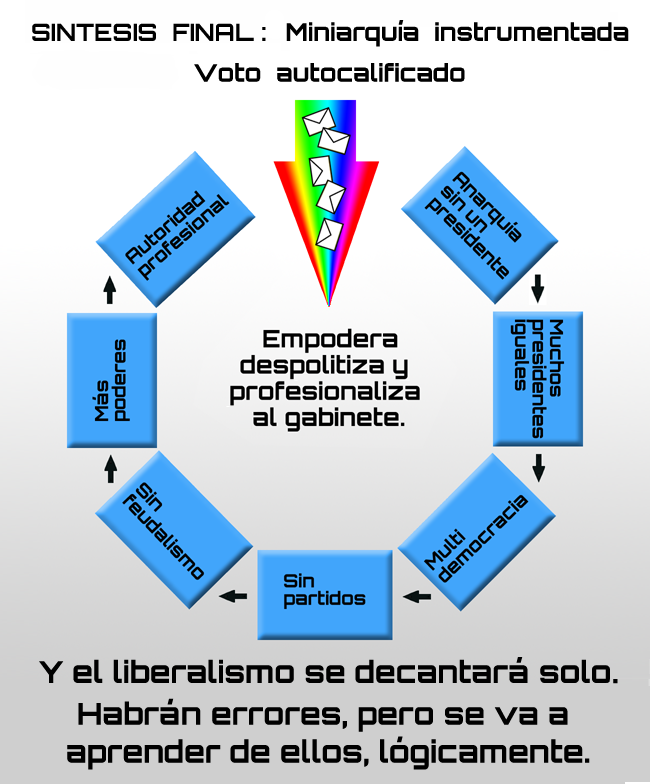 SINTESIS FINAL: Miniarquía instrumentada
Voto autocalificado
Anarquía
sin un
presidente
Muchos
presidentes
iguales
Multi
democracia
Sin
partidos
Sin
feudalismo
Más
poderes
Autoridad
profesional
Empodera
despolitiza y
profesionaliza
al gabinete.
Y el liberalismo se decantará solo.
Habrán errores, pero se va a
aprender de ellos, lógicamente.